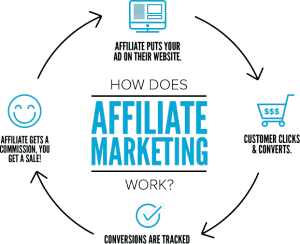 AFFILIATE PUTS YOUR
AD ON THEIR WEBSITE.
HOW DOES
AFFILIATE
MARKETING
WORK?
$$$
CUSTOMER CLICKS
& CONVERTS.
CONVERSIONS ARE TRACKED
AFFILIATE GETS A
COMMISSION, YOU
GET A SALE!